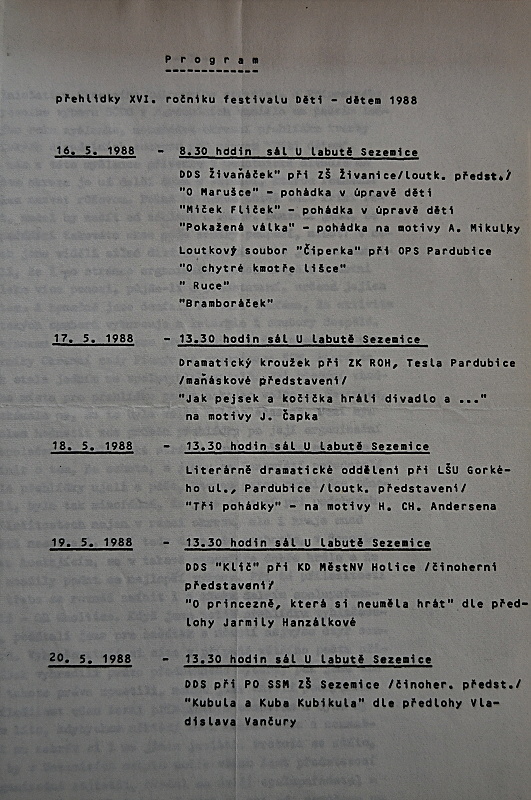 Program
přehlídky XVI. ročníku festivalu Děti - dětem 1988
16. 5. 1988 - 8.30 hdodin sál U labutě Sezemice
DDS Živaňáček" při ZŠ Živanice/loutk. předst./
"O Marušce" - pohádka v úpravě dětí
"Míček Flíček" - pohádka v úpravě dětí
"Pokažená válka" - pohádka na motivy A. Mikulky
Loutkový soubor "Čiperka" při OPS Pardubice
"O chytré kmotře lišce"
" Ruce"
"Bramboráček"
17. 5. 1988 - 13.30 hodin sál U labutě Sezemice
Dramatický kroužek při ZK ROH, Tesla Pardubice
/maňáskové představení/
"Jak pejsek a kočička hráli divadlo a ..."
na motivy J. Čapka
18. 5. 1988 - 13.30 hodin sál U labutě Sezemice
Literárně dramatické oddělení při LŠU Gorké-
ho ul., Pardubice /loutk. představení/
"Tři pohádky" - na motivy H. CH. Andersena
19. 5. 1988 - 13.30 hodin sál U labutě Sezemice
DDS "Klíč" při KD MěstNV Holice /činoherní
představení/
"O princezně, která si neuměla hrát" dle před-
lohy Jarmily Hanzálkové
20. 5. 1988 - 13.30 hodin sál U labutě Sezemice
DDS při PO SSM ZŠ Sezemice /činoher. předst./
"Kubula a Kuba Kubikula" dle předlohy Vla-
dislava Vančury